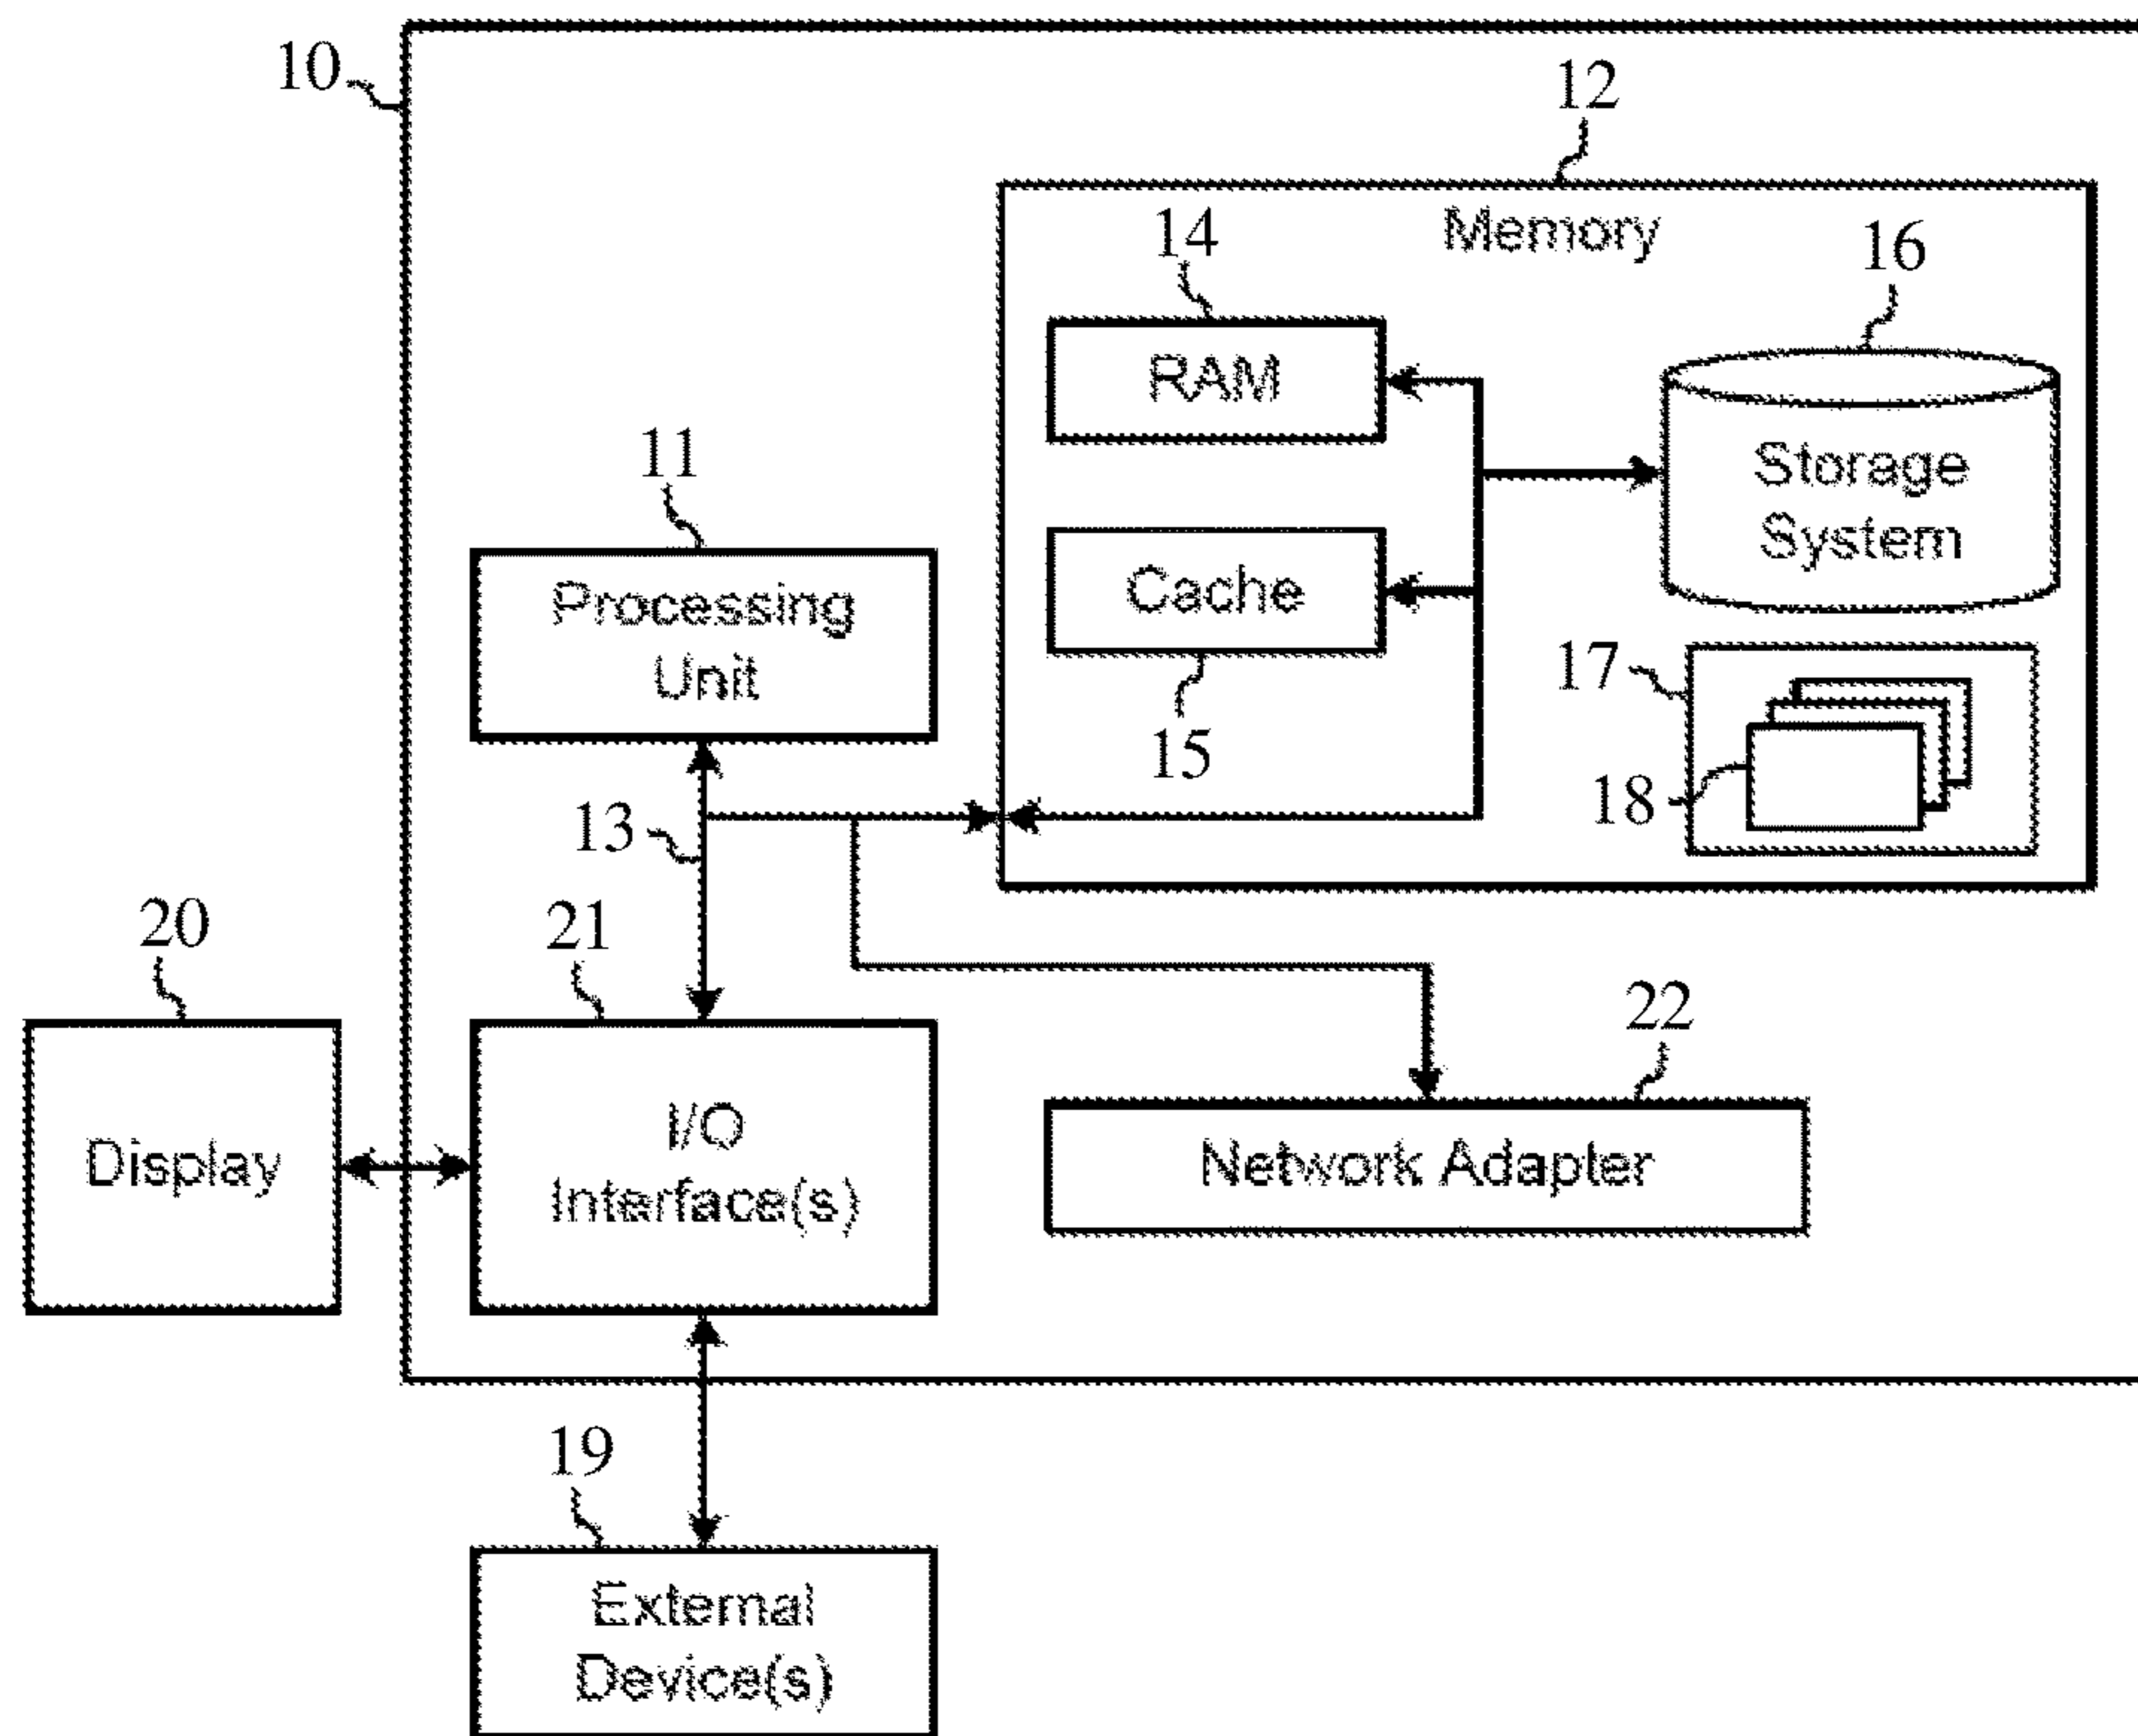 10
12
Memory
14
16
RAM
Storage
System
11
Processing
Unit
Cache
15
17
18
13
20
21
22
Display
I/O
Interface(s)
Network Adapter
19
External
Device(s)